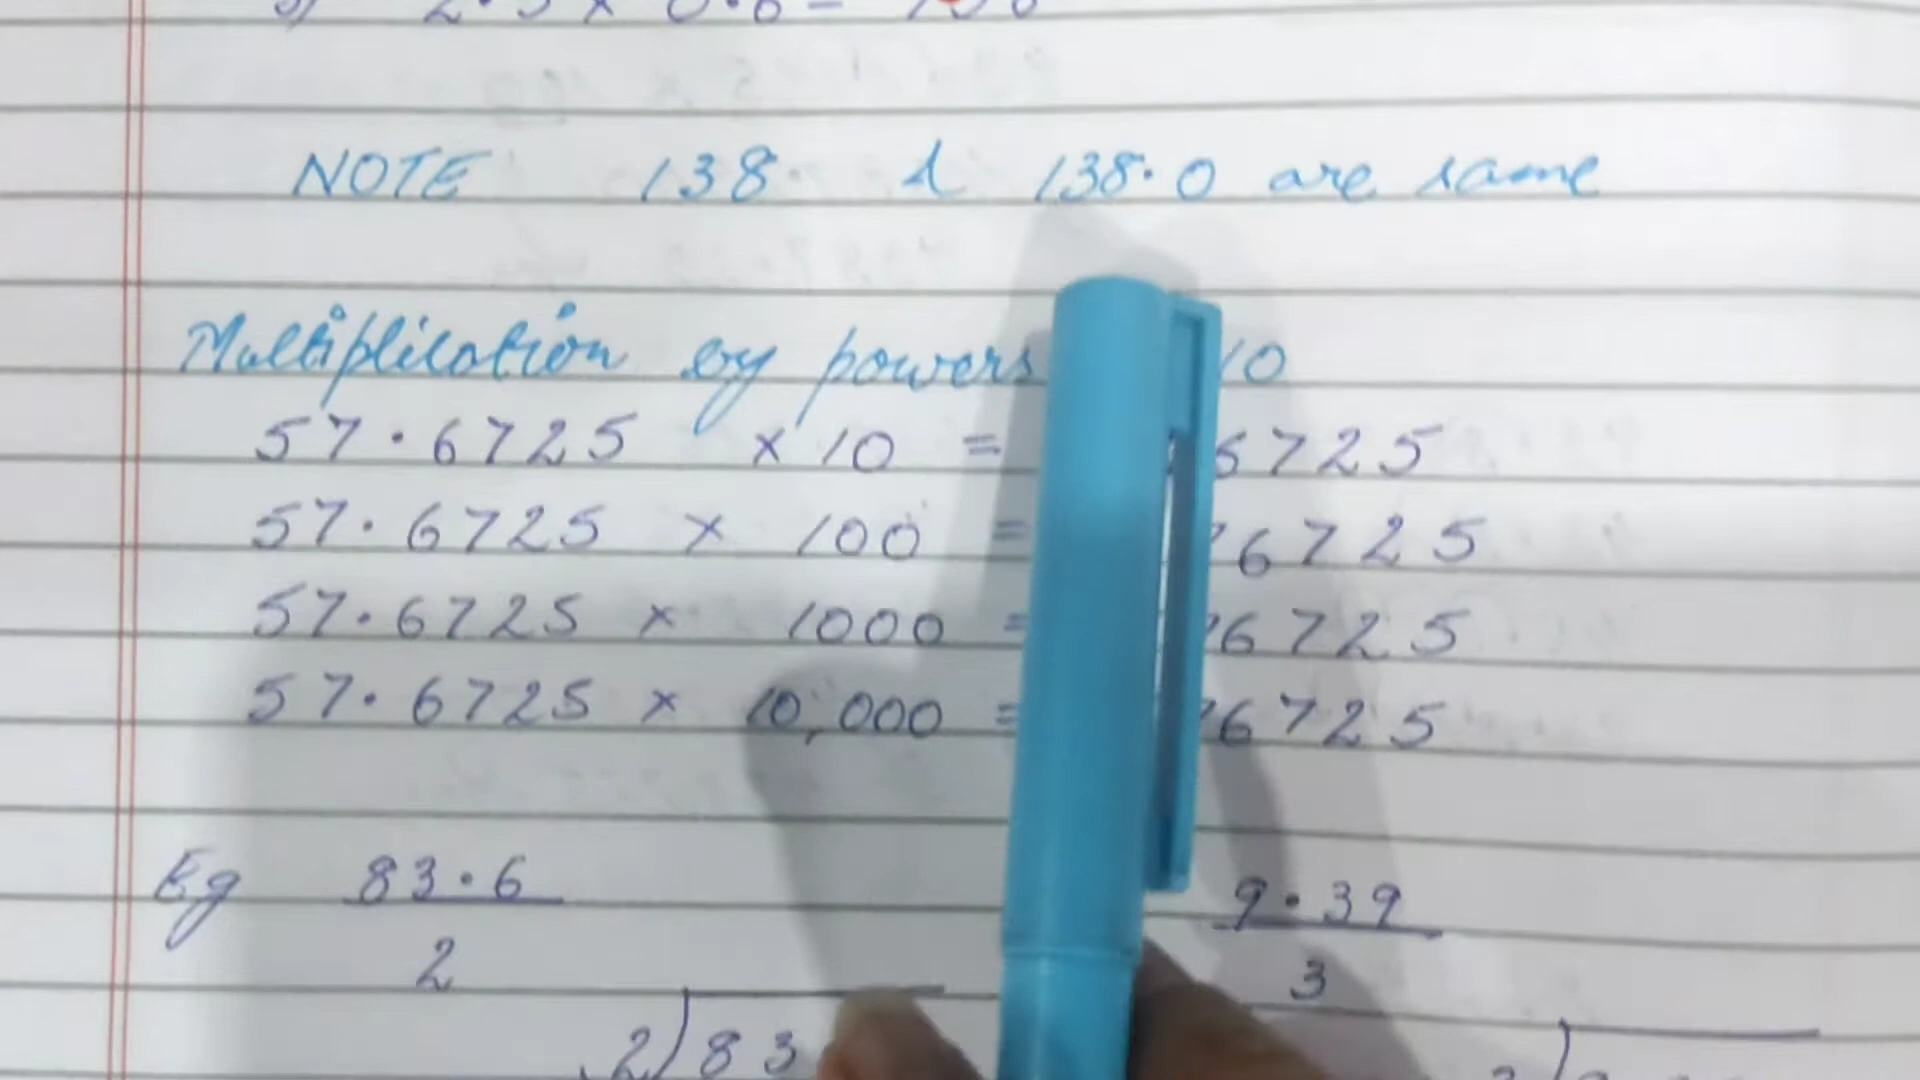 NOTE 138. & 138.0 are same
Multiplication by powers 10
57.6725 × 10 = 6725
57.6725 × 100 = 6725
57.6725 × 1000 = 6725
57.6725 × 10,000 = 6725
Eg 83.6 9.39
2 3
2)83